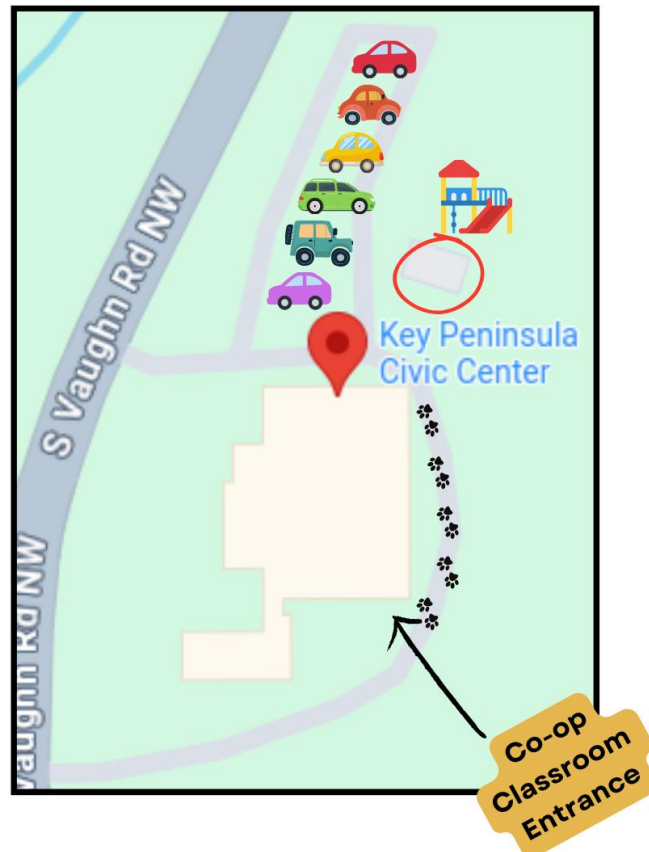 S Vaughn Rd NW
Key Peninsula
Civic Center
Vaughn Rd NW
Co-op
Classroom
Entrance